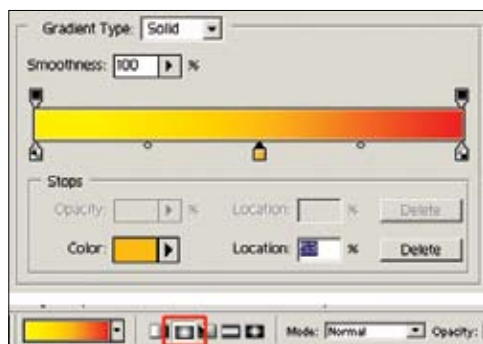 Gradient Type: Solid
Smoothness: 100 %
Stops
Opacity: % Location: % Delete
Color: Location: % Delete
Mode: Normal Opacity: